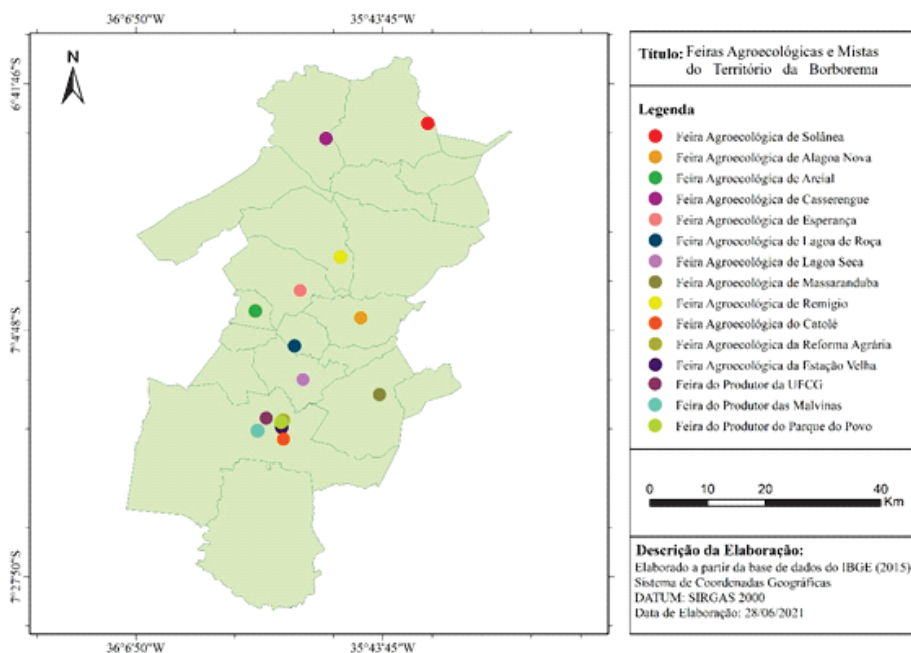 36°6'50"W 35°43'45"W
N
6°41'46"S
7°4'48"S
7°27'50"S
36°6'50"W 35°43'45"W
Título: Feiras Agroecológicas e Mistas
do Território da Borborema
Legenda
Feira Agroecológica de Solânea
Feira Agroecológica de Alagoa Nova
Feira Agroecológica de Areial
Feira Agroecológica de Casserengue
Feira Agroecológica de Esperança
Feira Agroecológica de Lagoa de Roça
Feira Agroecológica de Lagoa Seca
Feira Agroecológica de Massaranduba
Feira Agroecológica de Remígio
Feira Agroecológica do Catolé
Feira Agroecológica da Reforma Agrária
Feira Agroecológica da Estação Velha
Feira do Produtor da UFCG
Feira do Produtor das Malvinas
Feira do Produtor do Parque do Povo
0 10 20 40
Km
Descrição da Elaboração:
Elaborado a partir da base de dados do IBGE (2015)
Sistema de Coordenadas Geográficas
DATUM: SIRGAS 2000
Data de Elaboração: 28/06/2021